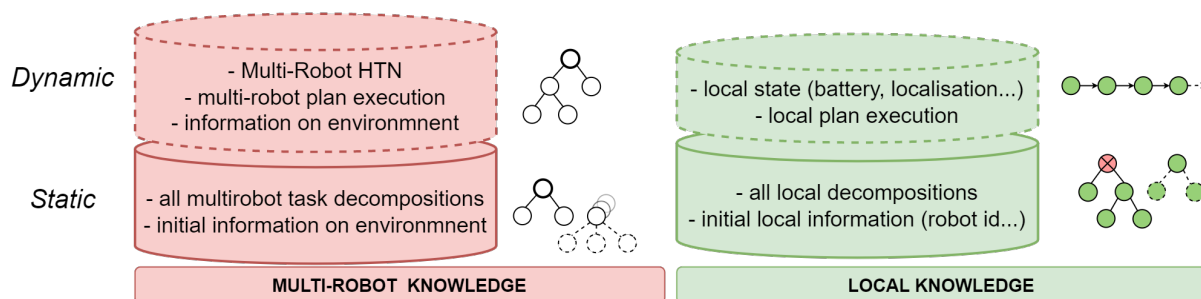 Dynamic
- Multi-Robot HTN
- multi-robot plan execution
- information on environmnent
- local state (battery, localisation...)
- local plan execution
Static
- all multirobot task decompositions
- initial information on environmnent
- all local decompositions
- initial local information (robot id...)
MULTI-ROBOT KNOWLEDGE
LOCAL KNOWLEDGE